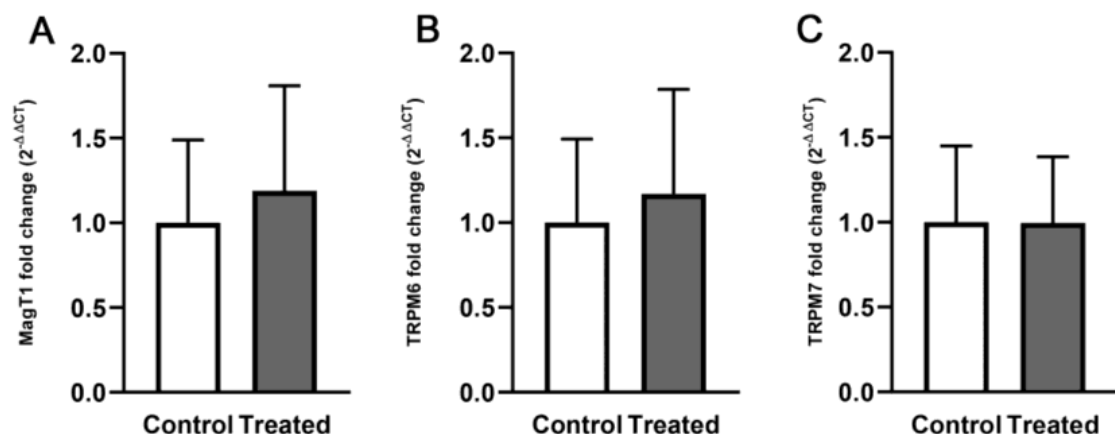 A
MagT1 fold change (2-ΔΔCT)
2.0
1.5
1.0
0.5
0.0
Control Treated
B
TRPM6 fold change (2-ΔΔCT)
2.0
1.5
1.0
0.5
0.0
Control Treated
C
TRPM7 fold change (2-ΔΔCT)
2.0
1.5
1.0
0.5
0.0
Control Treated